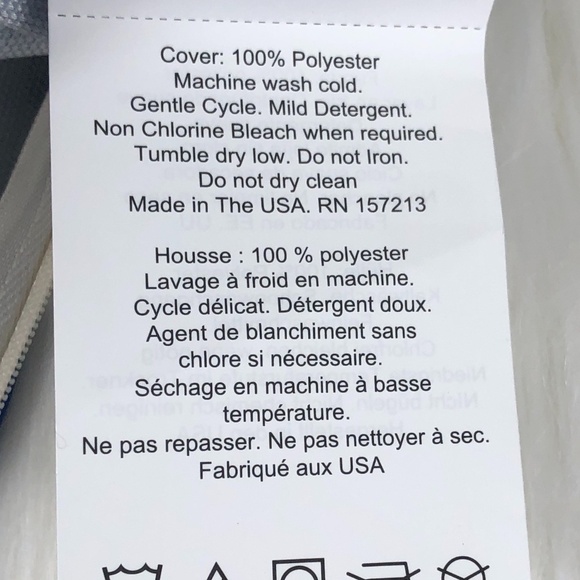 Cover: 100% Polyester
Machine wash cold.
Gentle Cycle. Mild Detergent.
Non Chlorine Bleach when required.
Tumble dry low. Do not Iron.
Do not dry clean
Made in The USA. RN 157213
Housse : 100 % polyester
Lavage à froid en machine.
Cycle délicat. Détergent doux.
Agent de blanchiment sans
chlore si nécessaire.
Séchage en machine à basse
température.
Ne pas repasser. Ne pas nettoyer à sec.
Fabriqué aux USA